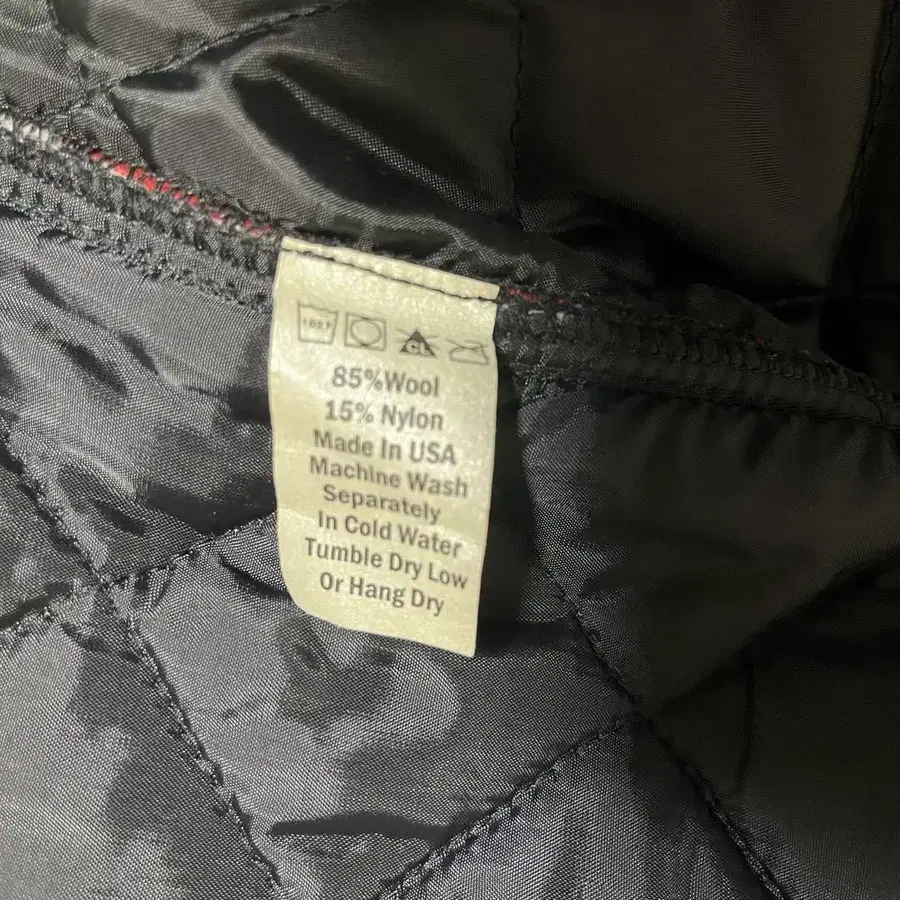 CL
85%Wool
15% Nylon
Made In USA
Machine Wash
Separately
In Cold Water
Tumble Dry Low
Or Hang Dry